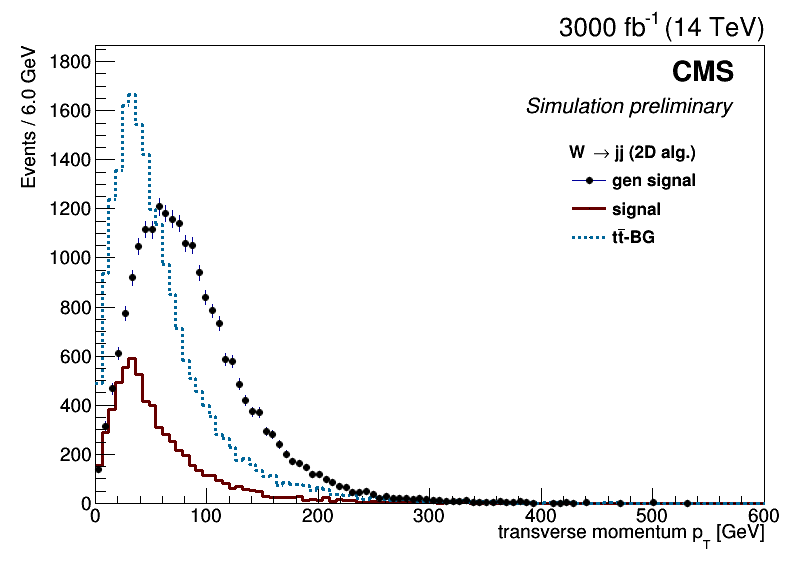 3000 fb⁻¹ (14 TeV)
Events / 6.0 GeV
1800
1600
1400
1200
1000
800
600
400
200
0
CMS
Simulation preliminary
W → jj (2D alg.)
gen signal
signal
tt̄-BG
0 100 200 300 400 500 600
transverse momentum p_T [GeV]